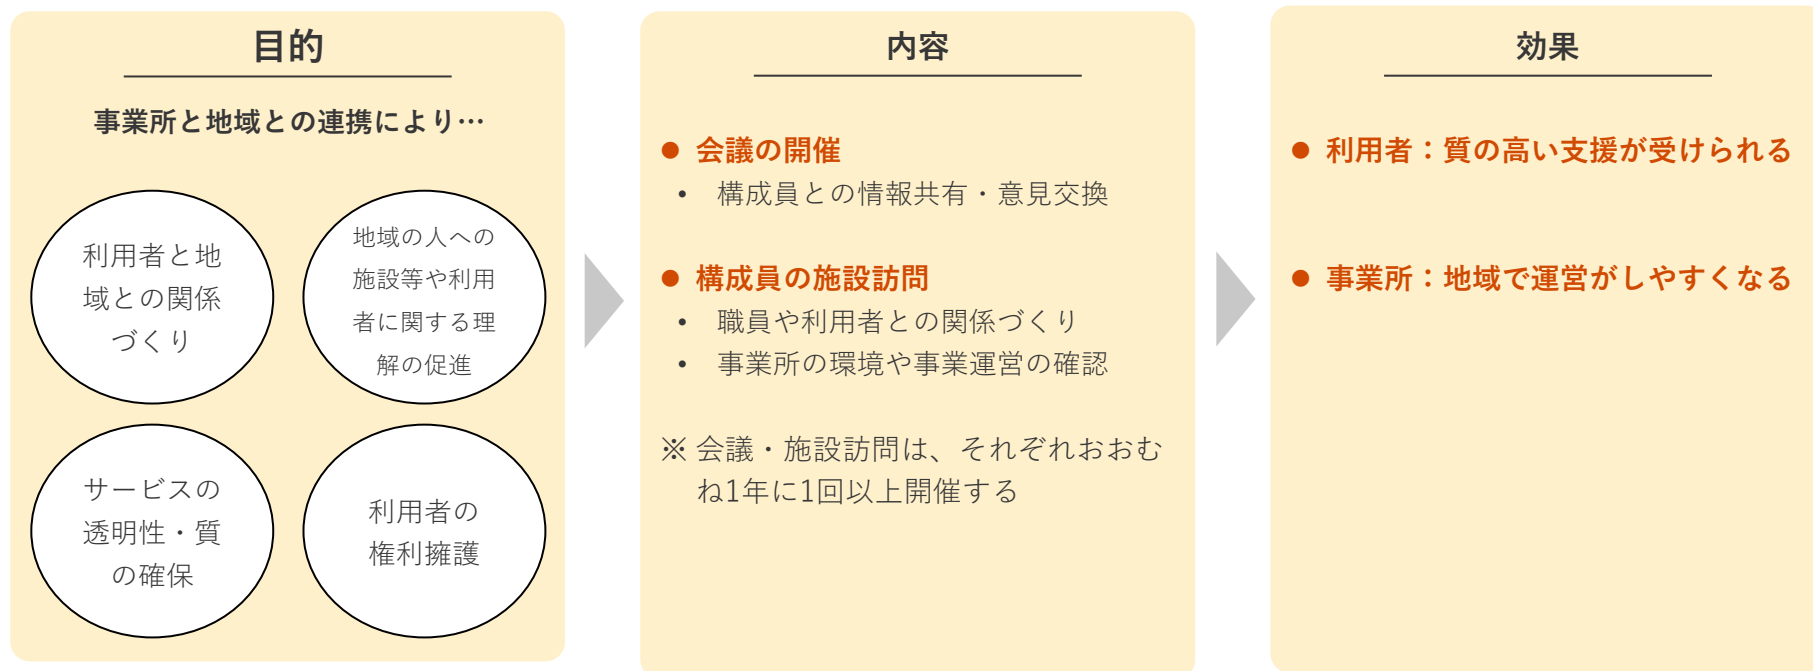 目的
事業所と地域との連携により…
利用者と地
域との関係
づくり
地域の人への
施設等や利用
者に関する理
解の促進
サービスの
透明性・質
の確保
利用者の
権利擁護
内容
● 会議の開催
• 構成員との情報共有・意見交換
● 構成員の施設訪問
• 職員や利用者との関係づくり
• 事業所の環境や事業運営の確認
※ 会議・施設訪問は、それぞれおおむ
ね1年に1回以上開催する
効果
● 利用者：質の高い支援が受けられる
● 事業所：地域で運営がしやすくなる